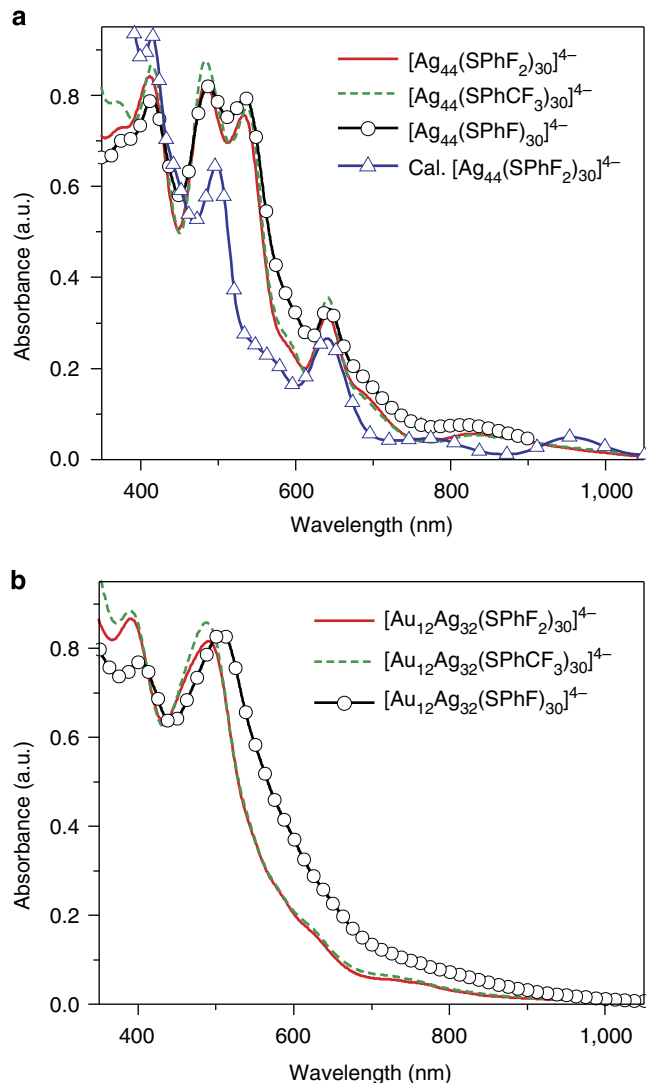 a
[Ag44(SPhF2)30]4−
[Ag44(SPhCF3)30]4−
[Ag44(SPhF)30]4−
Cal. [Ag44(SPhF2)30]4−
0.8
0.6
0.4
0.2
0.0
Absorbance (a.u.)
400 600 800 1,000
Wavelength (nm)
b
[Au12Ag32(SPhF2)30]4−
[Au12Ag32(SPhCF3)30]4−
[Au12Ag32(SPhF)30]4−
0.8
0.6
0.4
0.2
0.0
Absorbance (a.u.)
400 600 800 1,000
Wavelength (nm)